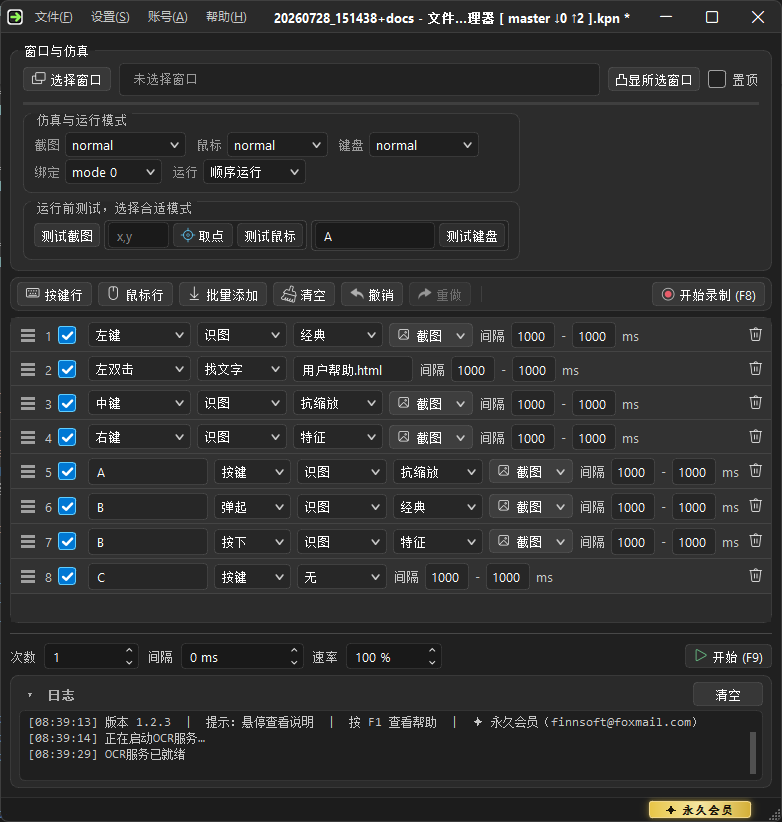 文件(F) 设置(S) 账号(A) 帮助(H) 20260728_151438+docs - 文件...理器 [ master ↓0 ↑2 ].kpn *
窗口与仿真
选择窗口 未选择窗口 凸显所选窗口 置顶
仿真与运行模式
截图 normal 鼠标 normal 键盘 normal
绑定 mode 0 运行 顺序运行
运行前测试，选择合适模式
测试截图 x,y 取点 测试鼠标 A 测试键盘
按键行 鼠标行 批量添加 清空 撤销 重做 开始录制 (F8)
1 左键 识图 经典 截图 间隔 1000 - 1000 ms
2 左双击 找文字 用户帮助.html 间隔 1000 - 1000 ms
3 中键 识图 抗缩放 截图 间隔 1000 - 1000 ms
4 右键 识图 特征 截图 间隔 1000 - 1000 ms
5 A 按键 识图 抗缩放 截图 间隔 1000 - 1000 ms
6 B 弹起 识图 经典 截图 间隔 1000 - 1000 ms
7 B 按下 识图 特征 截图 间隔 1000 - 1000 ms
8 C 按键 无 间隔 1000 - 1000 ms
次数 1 间隔 0 ms 速率 100 % 开始 (F9)
日志 清空
[08:39:13] 版本 1.2.3 | 提示: 悬停查看说明 | 按 F1 查看帮助 | ✦ 永久会员（finnsoft@foxmail.com）
[08:39:14] 正在启动OCR服务…
[08:39:29] OCR服务已就绪
✦ 永久会员